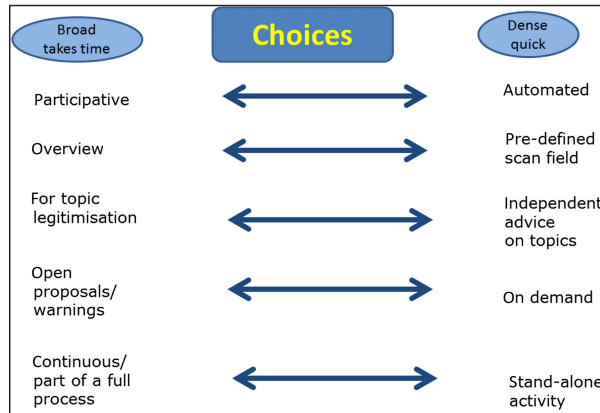 Broad
takes time
Choices
Dense
quick
Participative
Automated
Overview
Pre-defined
scan field
For topic
legitimisation
Independent
advice
on topics
Open
proposals/
warnings
On demand
Continuous/
part of a full
process
Stand-alone
activity